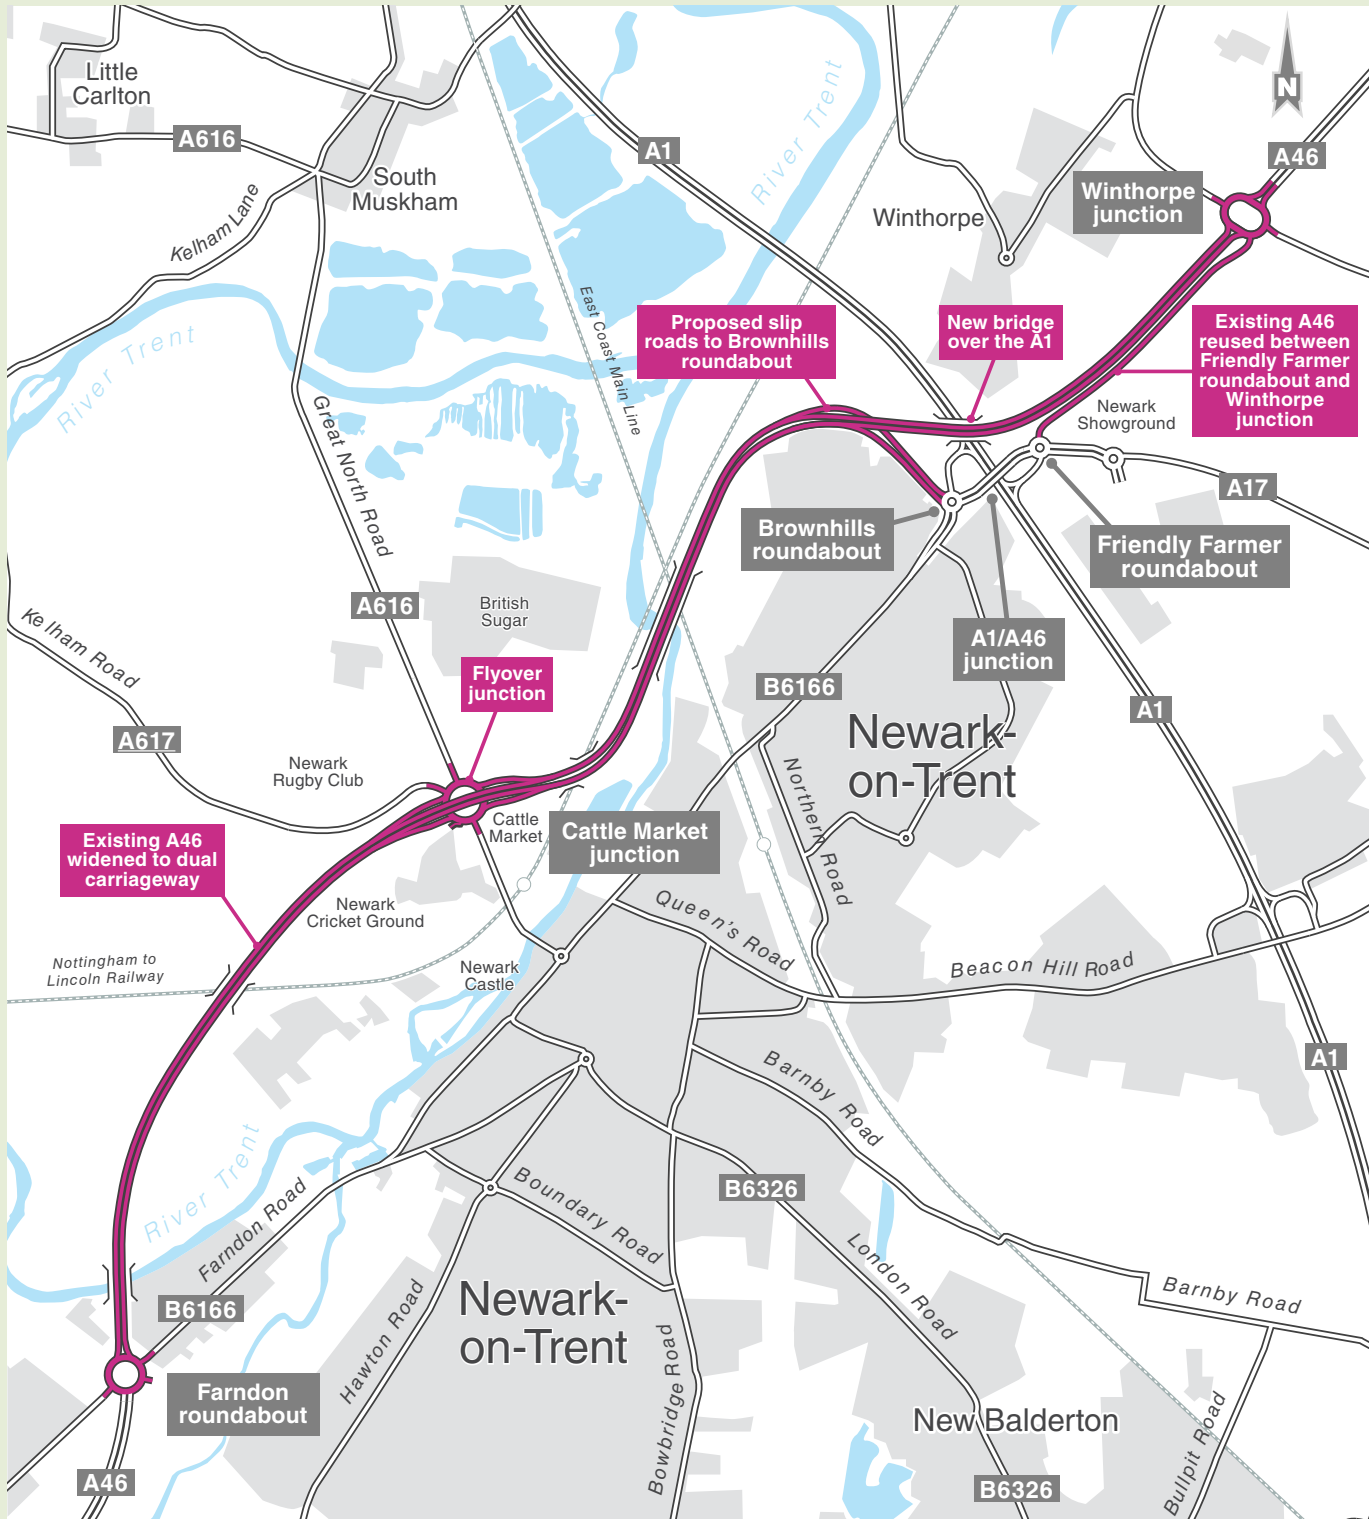 Little
Carlton
A616
South
Muskham
Kelham Lane
A1
River Trent
N
A46
Winthorpe
junction
Winthorpe
River Trent
East Coast Main Line
Proposed slip
roads to Brownhills
roundabout
New bridge
over the A1
Existing A46
reused between
Friendly Farmer
roundabout and
Winthorpe
junction
Newark
Showground
Great North Road
A17
Brownhills
roundabout
Friendly Farmer
roundabout
A616
British
Sugar
Kelham Road
A1/A46
junction
Flyover
junction
B6166
A1
A617
Newark-
on-Trent
Newark
Rugby Club
Northern Road
Cattle
Market
Cattle Market
junction
Existing A46
widened to dual
carriageway
Newark
Cricket Ground
Queen's Road
Nottingham to
Lincoln Railway
Newark
Castle
Beacon Hill Road
A1
Barnby Road
River Trent
Farndon Road
Boundary Road
B6326
London Road
B6166
Newark-
on-Trent
Hawton Road
Barnby Road
Bowbridge Road
Farndon
roundabout
New Balderton
Bullpit Road
A46
B6326